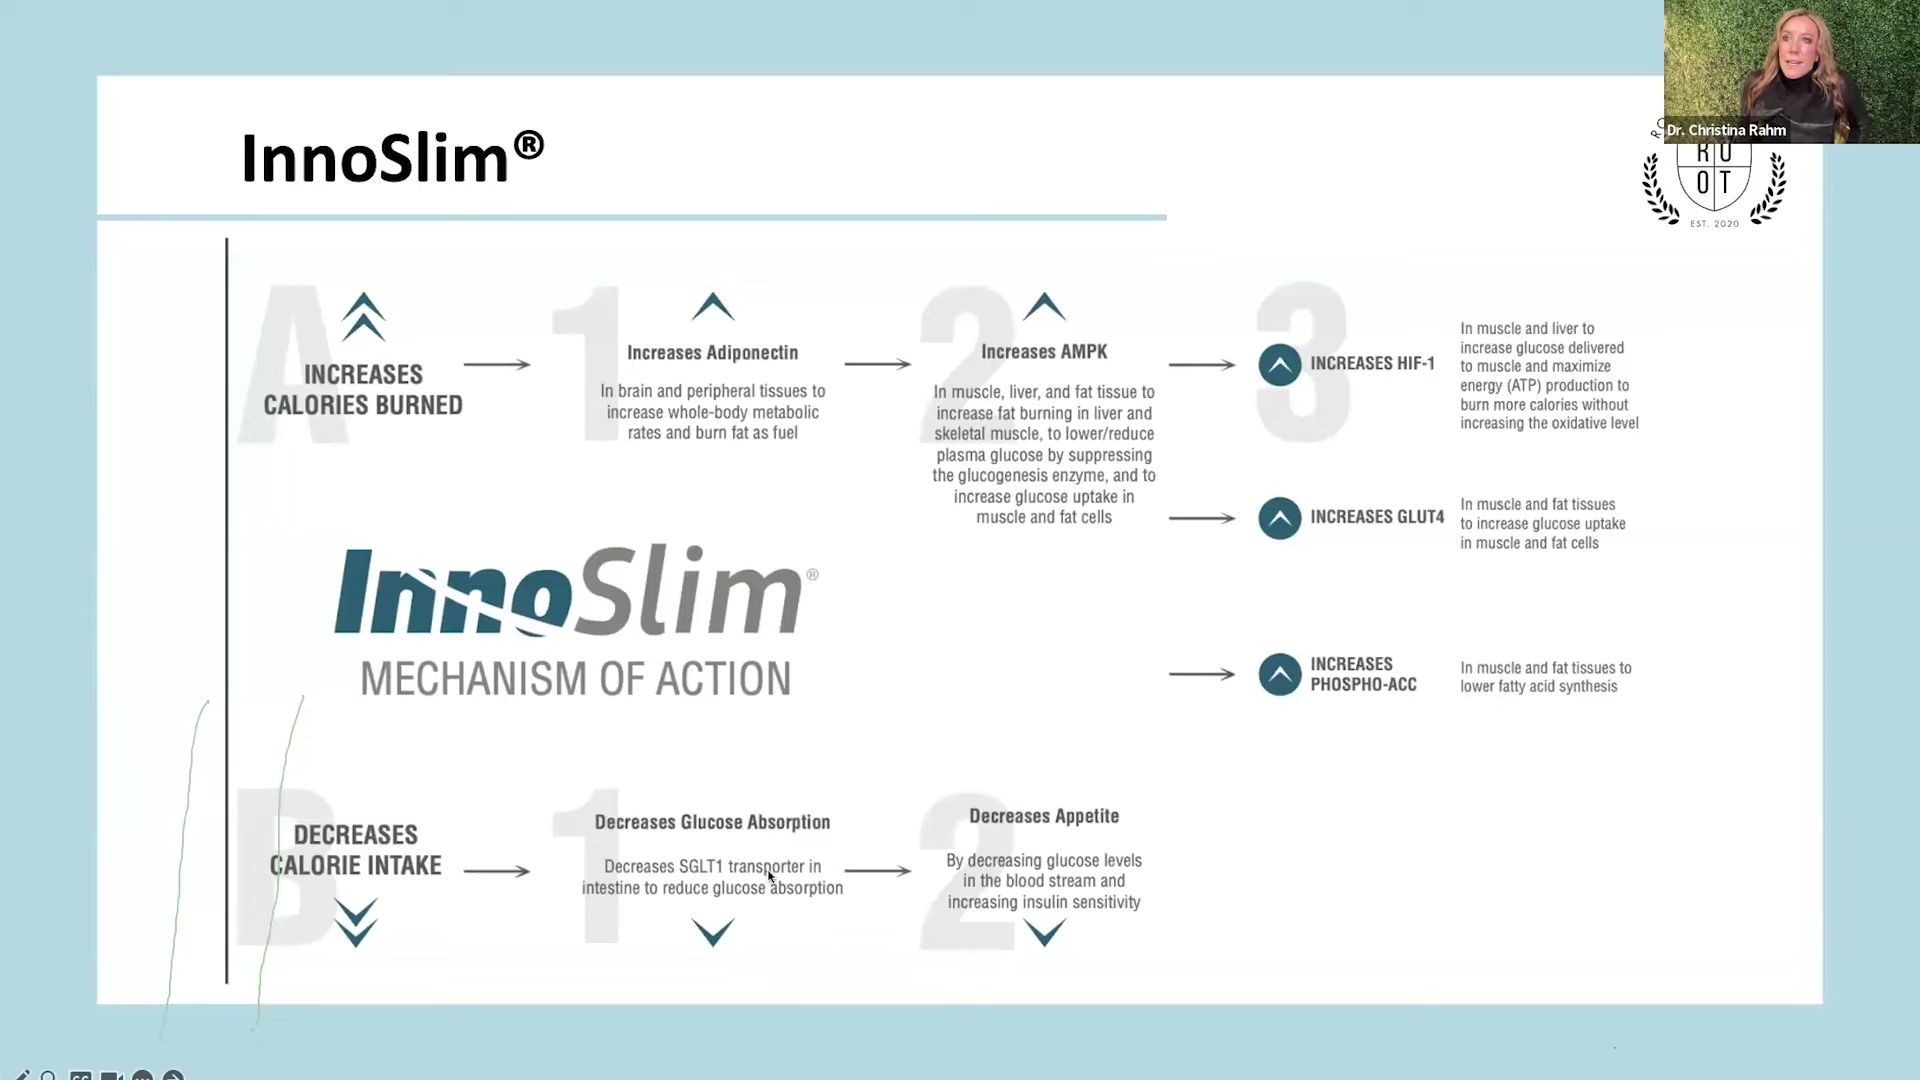 InnoSlim®
Dr. Christina Rahm
R O
O T
EST. 2020
A
INCREASES
CALORIES BURNED
1
Increases Adiponectin
In brain and peripheral tissues to
increase whole-body metabolic
rates and burn fat as fuel
2
Increases AMPK
In muscle, liver, and fat tissue to
increase fat burning in liver and
skeletal muscle, to lower/reduce
plasma glucose by suppressing
the glucogenesis enzyme, and to
increase glucose uptake in
muscle and fat cells
3
INCREASES HIF-1
In muscle and liver to
increase glucose delivered
to muscle and maximize
energy (ATP) production to
burn more calories without
increasing the oxidative level
INCREASES GLUT4
In muscle and fat tissues
to increase glucose uptake
in muscle and fat cells
INCREASES
PHOSPHO-ACC
In muscle and fat tissues to
lower fatty acid synthesis
InnoSlim®
MECHANISM OF ACTION
B
DECREASES
CALORIE INTAKE
1
Decreases Glucose Absorption
Decreases SGLT1 transporter in
intestine to reduce glucose absorption
2
Decreases Appetite
By decreasing glucose levels
in the blood stream and
increasing insulin sensitivity